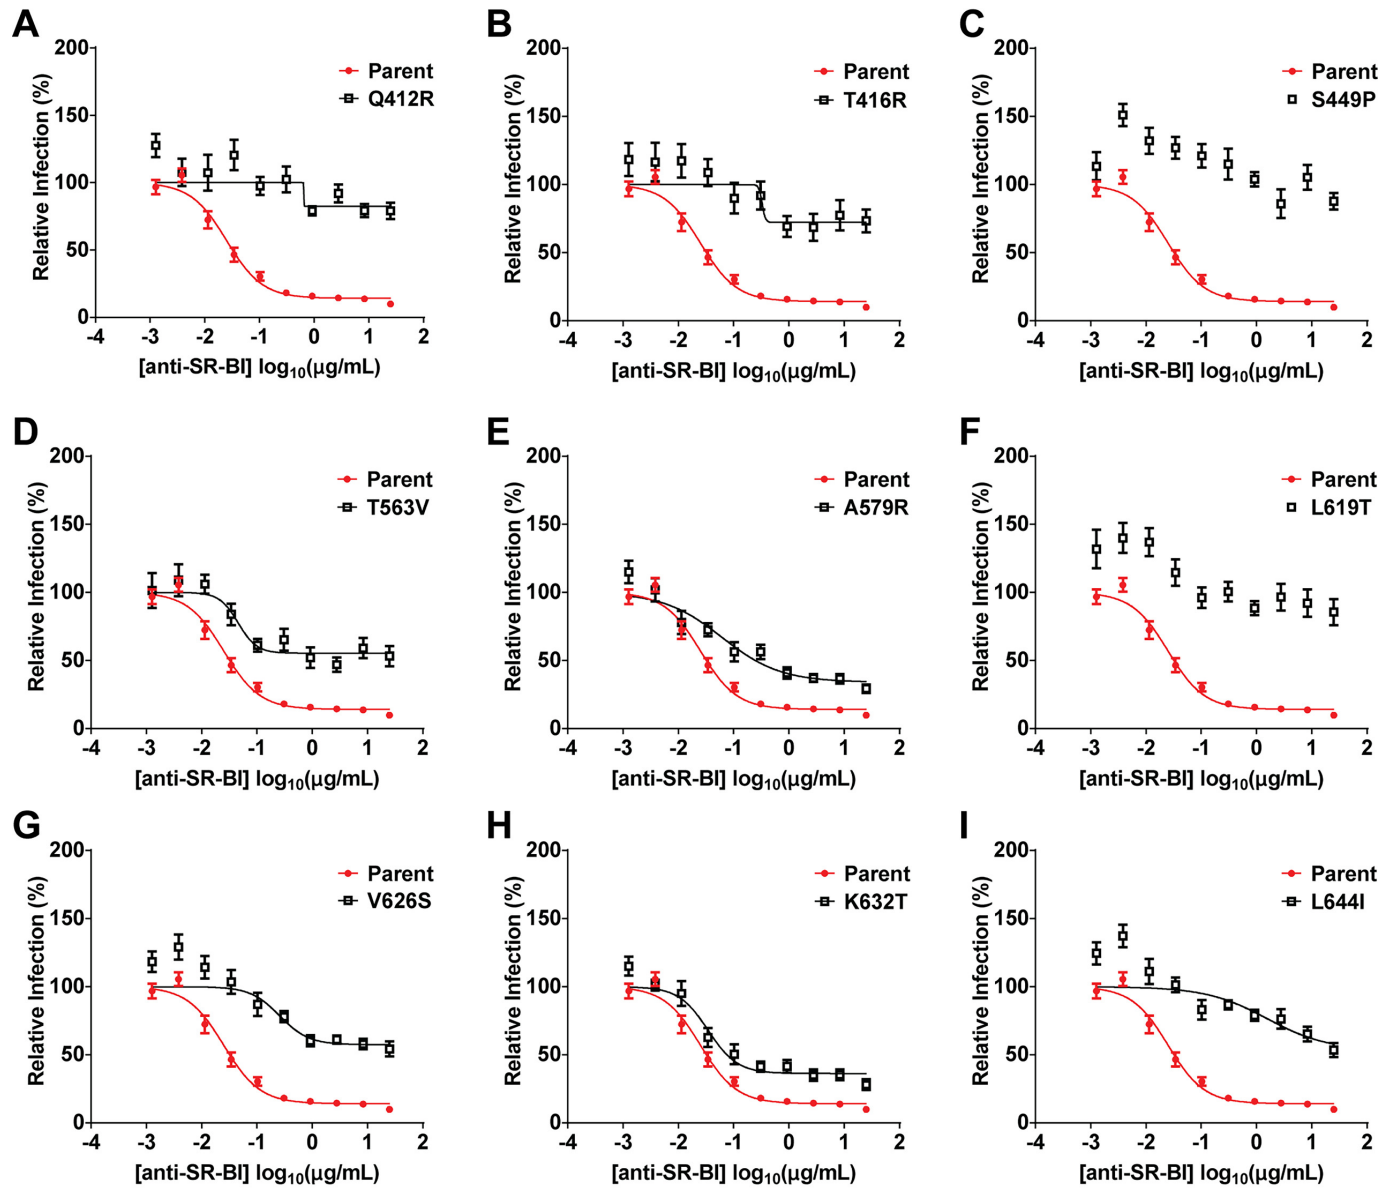 A
Relative Infection (%)
200
150
100
50
0
-4 -3 -2 -1 0 1 2
[anti-SR-BI] log10(µg/mL)
Parent
Q412R
B
Relative Infection (%)
200
150
100
50
0
-4 -3 -2 -1 0 1 2
[anti-SR-BI] log10(µg/mL)
Parent
T416R
C
Relative Infection (%)
200
150
100
50
0
-4 -3 -2 -1 0 1 2
[anti-SR-BI] log10(µg/mL)
Parent
S449P
D
Relative Infection (%)
200
150
100
50
0
-4 -3 -2 -1 0 1 2
[anti-SR-BI] log10(µg/mL)
Parent
T563V
E
Relative Infection (%)
200
150
100
50
0
-4 -3 -2 -1 0 1 2
[anti-SR-BI] log10(µg/mL)
Parent
A579R
F
Relative Infection (%)
200
150
100
50
0
-4 -3 -2 -1 0 1 2
[anti-SR-BI] log10(µg/mL)
Parent
L619T
G
Relative Infection (%)
200
150
100
50
0
-4 -3 -2 -1 0 1 2
[anti-SR-BI] log10(µg/mL)
Parent
V626S
H
Relative Infection (%)
200
150
100
50
0
-4 -3 -2 -1 0 1 2
[anti-SR-BI] log10(µg/mL)
Parent
K632T
I
Relative Infection (%)
200
150
100
50
0
-4 -3 -2 -1 0 1 2
[anti-SR-BI] log10(µg/mL)
Parent
L644I